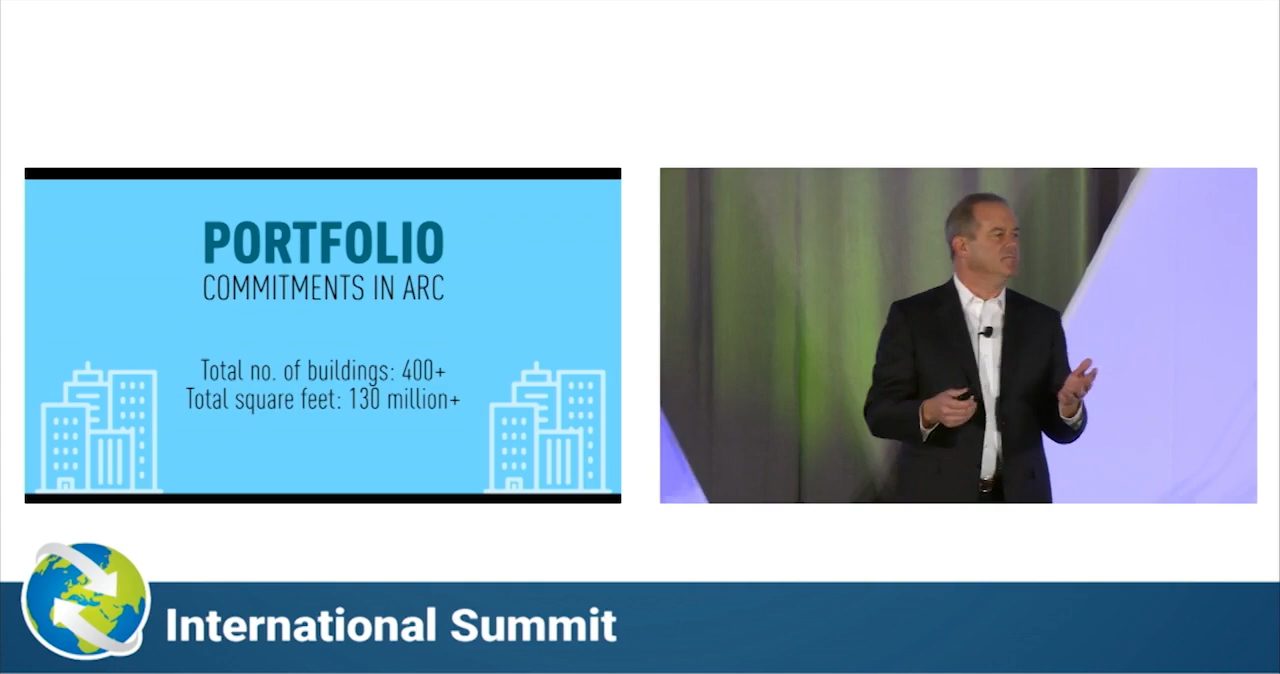 PORTFOLIO
COMMITMENTS IN ARC
Total no. of buildings: 400+
Total square feet: 130 million+
International Summit